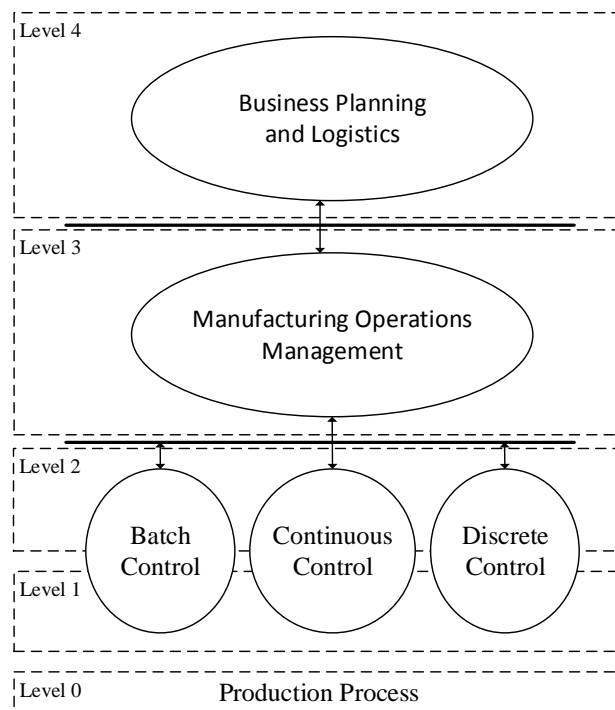 Level 4
Business Planning
and Logistics
Level 3
Manufacturing Operations
Management
Level 2
Batch
Control
Continuous
Control
Discrete
Control
Level 1
Level 0
Production Process